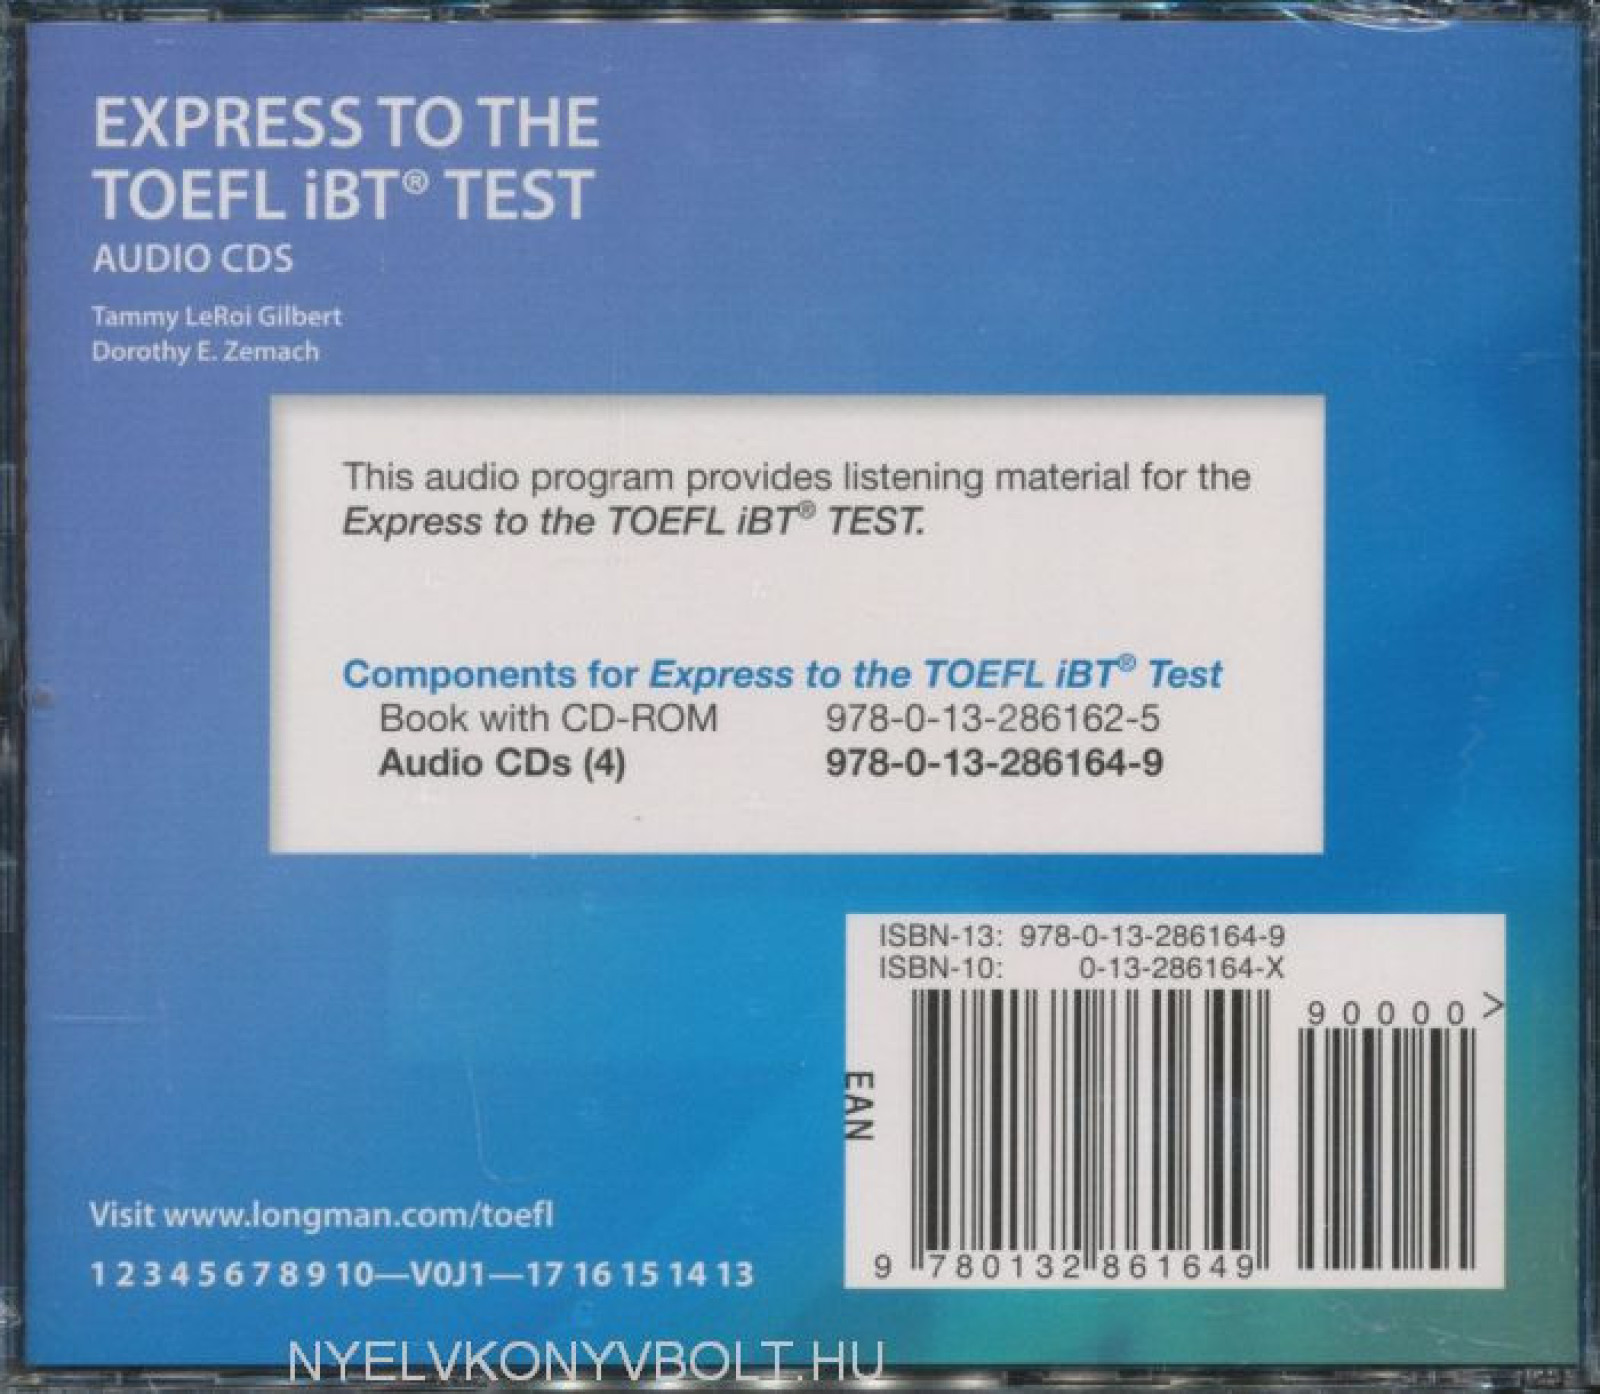 EXPRESS TO THE
TOEFL iBT® TEST
AUDIO CDS
Tammy LeRoi Gilbert
Dorothy E. Zemach
This audio program provides listening material for the
Express to the TOEFL iBT® TEST.
Components for Express to the TOEFL iBT® Test
Book with CD-ROM 978-0-13-286162-5
Audio CDs (4) 978-0-13-286164-9
ISBN-13: 978-0-13-286164-9
ISBN-10: 0-13-286164-X
90000>
EAN
9 780132 861649
Visit www.longman.com/toefl
1 2 3 4 5 6 7 8 9 10—V0J1—17 16 15 14 13
NYELVKONYVBOLT.HU